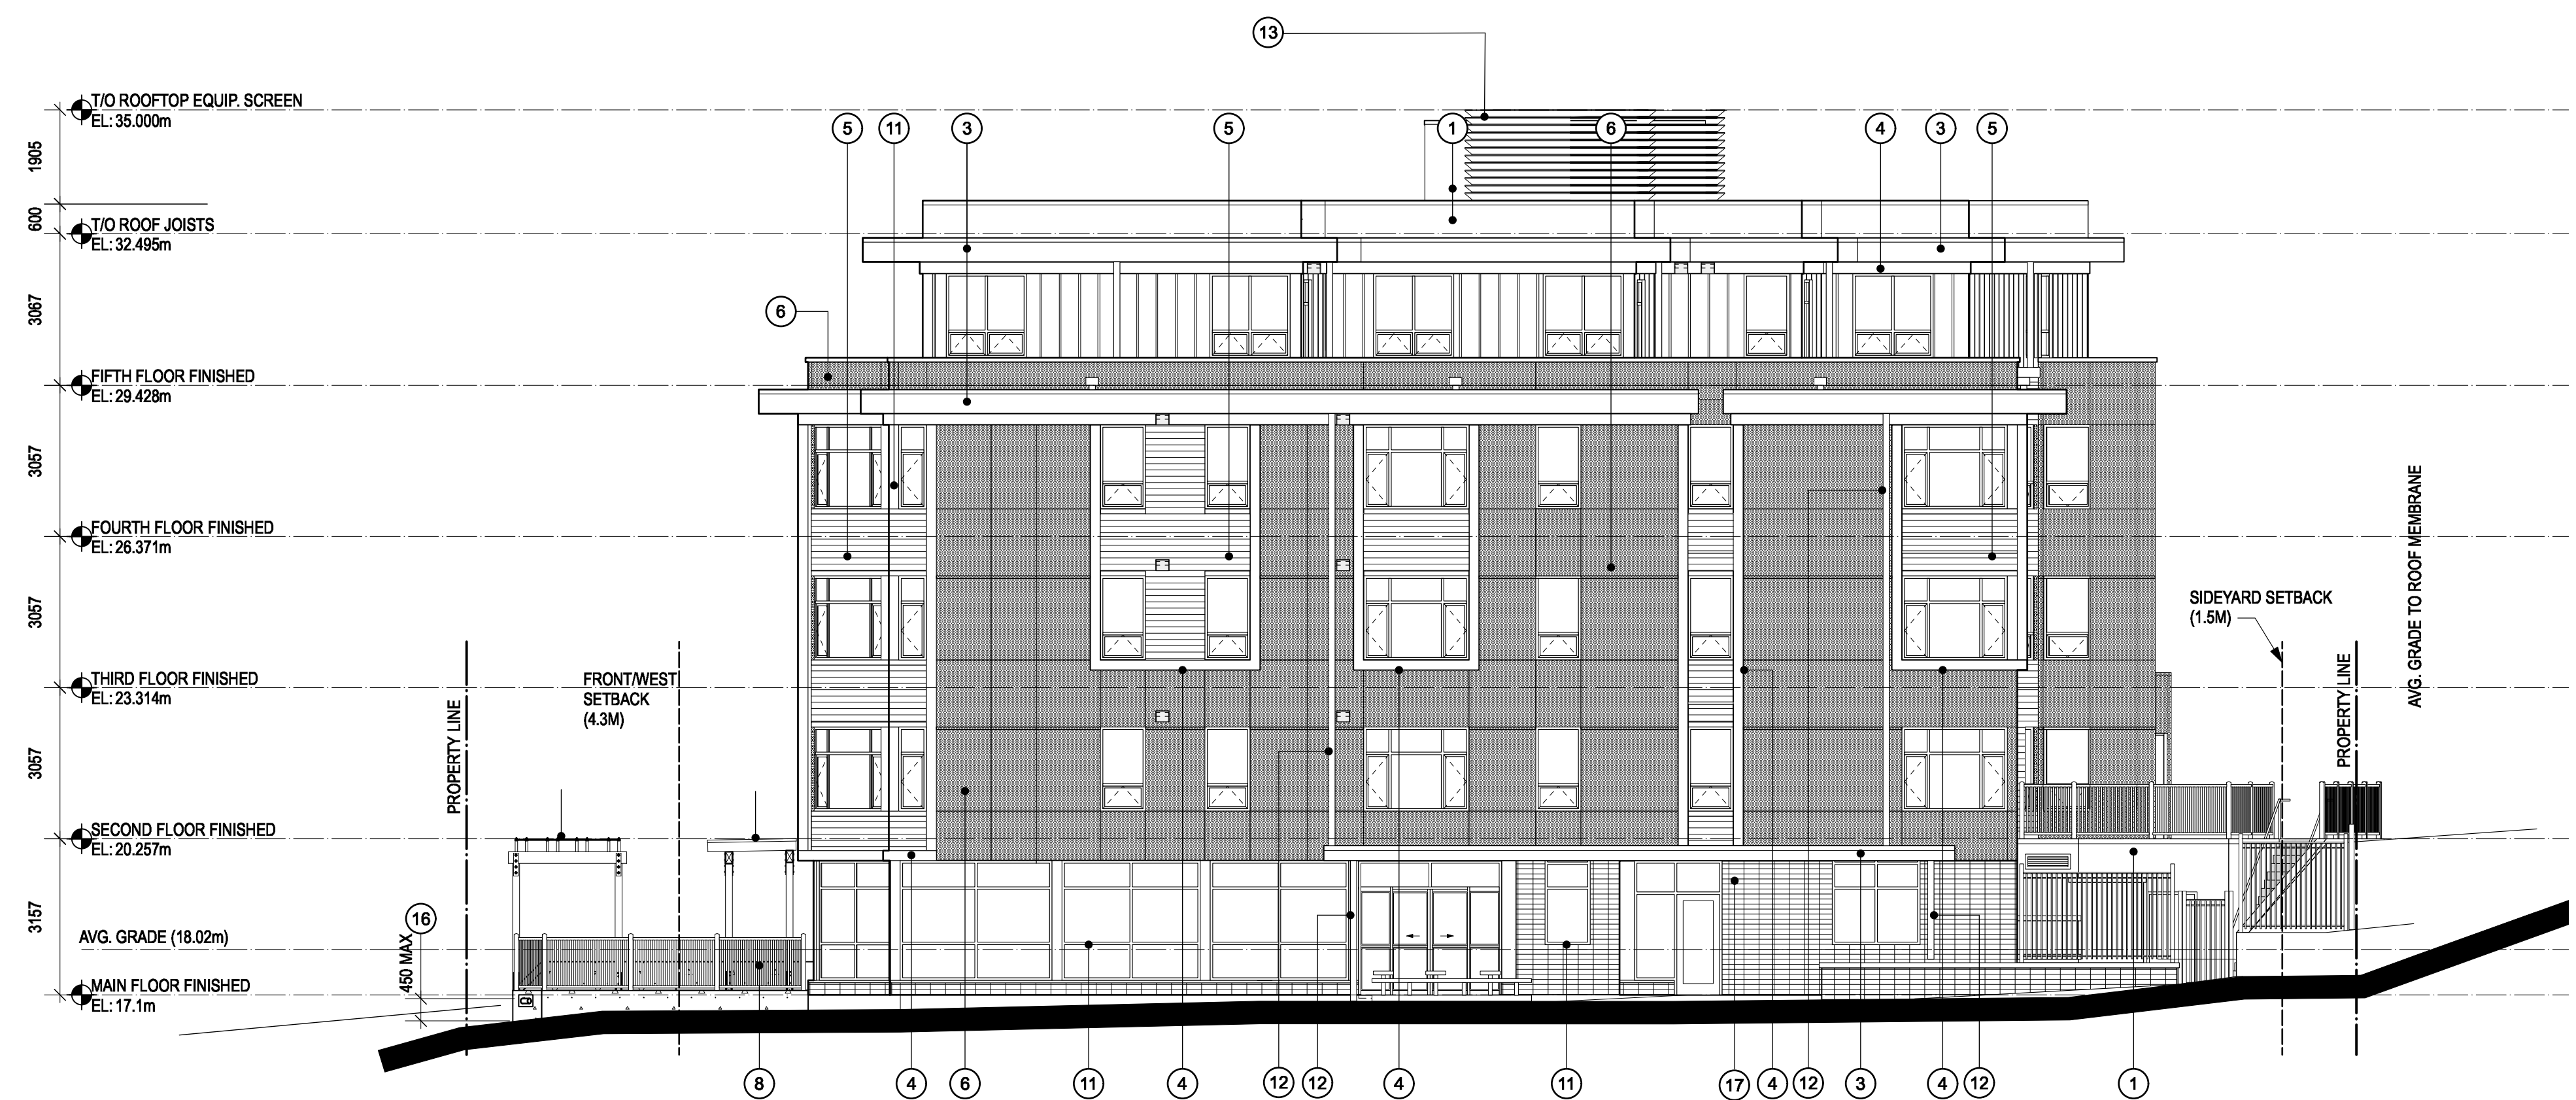 13
T/O ROOFTOP EQUIP. SCREEN
EL: 35.000m
5
11
3
5
1
6
4
3
5
1905
600
T/O ROOF JOISTS
EL: 32.495m
3067
6
FIFTH FLOOR FINISHED
EL: 29.428m
3057
FOURTH FLOOR FINISHED
EL: 26.371m
3057
AVG. GRADE TO ROOF MEMBRANE
SIDEYARD SETBACK
(1.5M)
THIRD FLOOR FINISHED
EL: 23.314m
FRONT/WEST
SETBACK
(4.3M)
PROPERTY LINE
PROPERTY LINE
3057
SECOND FLOOR FINISHED
EL: 20.257m
3157
16
AVG. GRADE (18.02m)
450 MAX
MAIN FLOOR FINISHED
EL: 17.1m
8
4
6
11
4
12
12
4
11
17
4
12
3
4
12
1